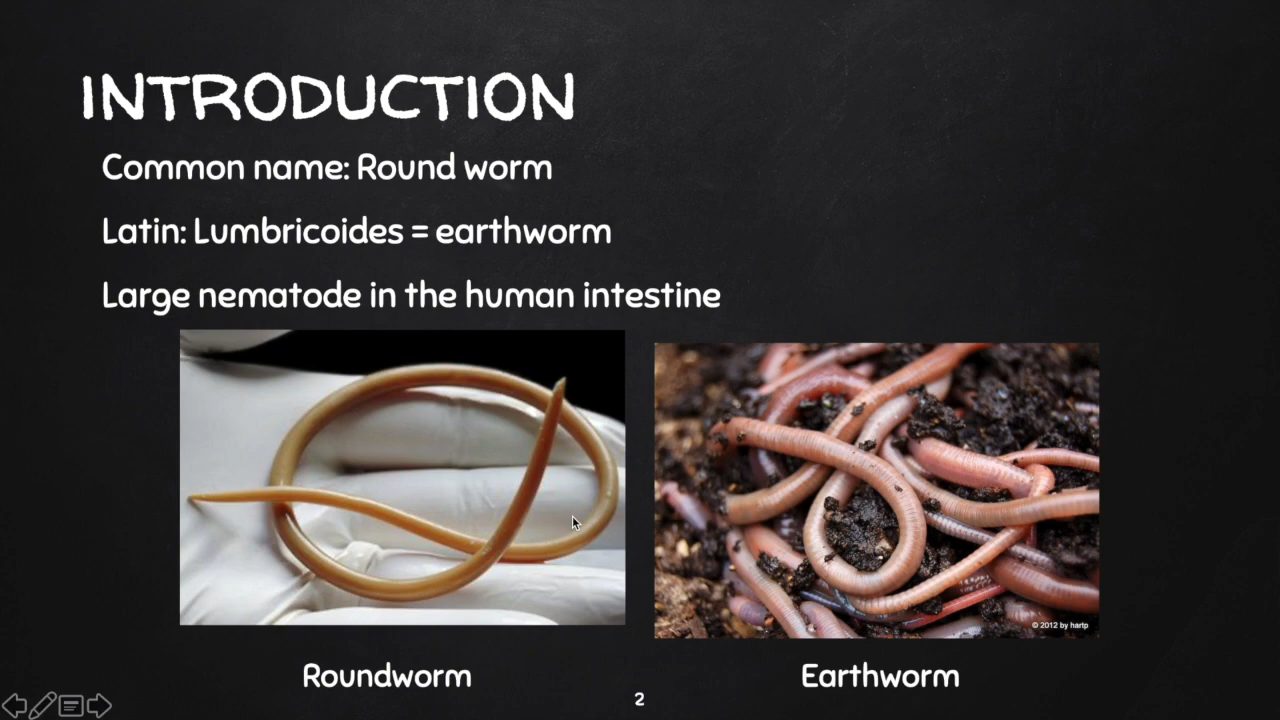 INTRODUCTION
Common name: Round worm
Latin: Lumbricoides = earthworm
Large nematode in the human intestine
© 2012 by hartp
Roundworm
Earthworm
2